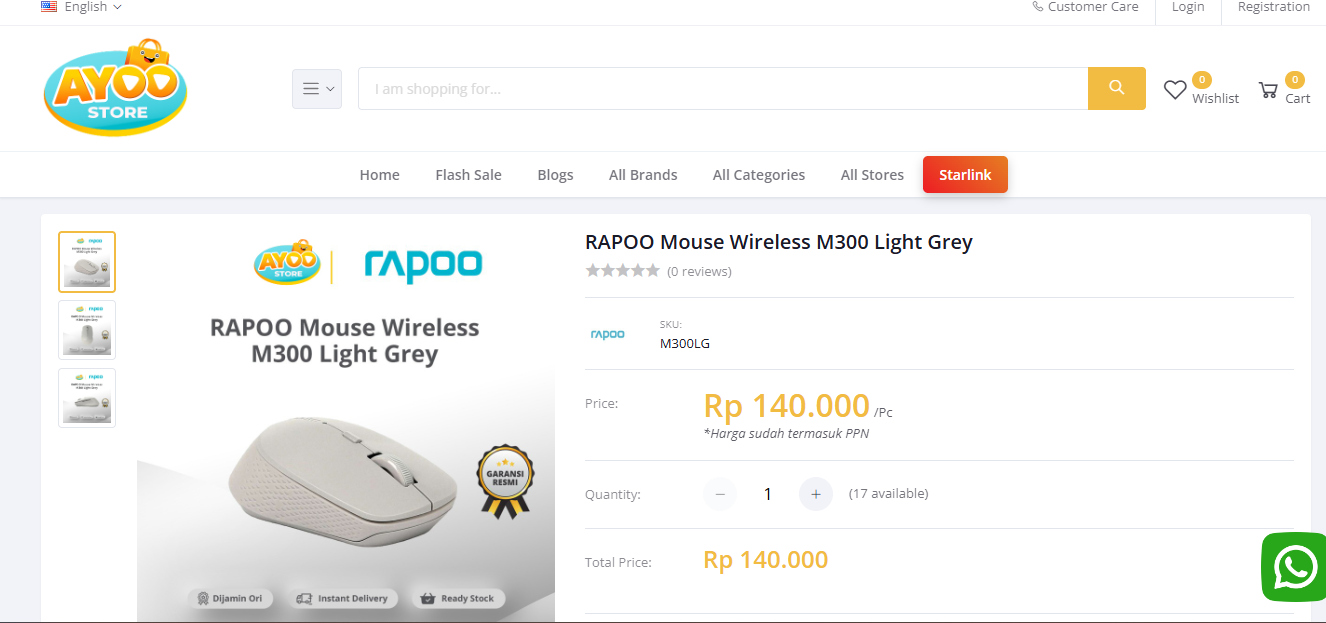 English
Customer Care
Login
Registration
AYOO
STORE
I am shopping for...
0
Wishlist
0
Cart
Home
Flash Sale
Blogs
All Brands
All Categories
All Stores
Starlink
AYOO
STORE
rapoo
RAPOO Mouse Wireless
M300 Light Grey
GARANSI
RESMI
Dijamin Ori
Instant Delivery
Ready Stock
RAPOO Mouse Wireless M300 Light Grey
(0 reviews)
rapoo
SKU:
M300LG
Price:
Rp 140.000 /Pc
*Harga sudah termasuk PPN
Quantity:
− 1 + (17 available)
Total Price:
Rp 140.000